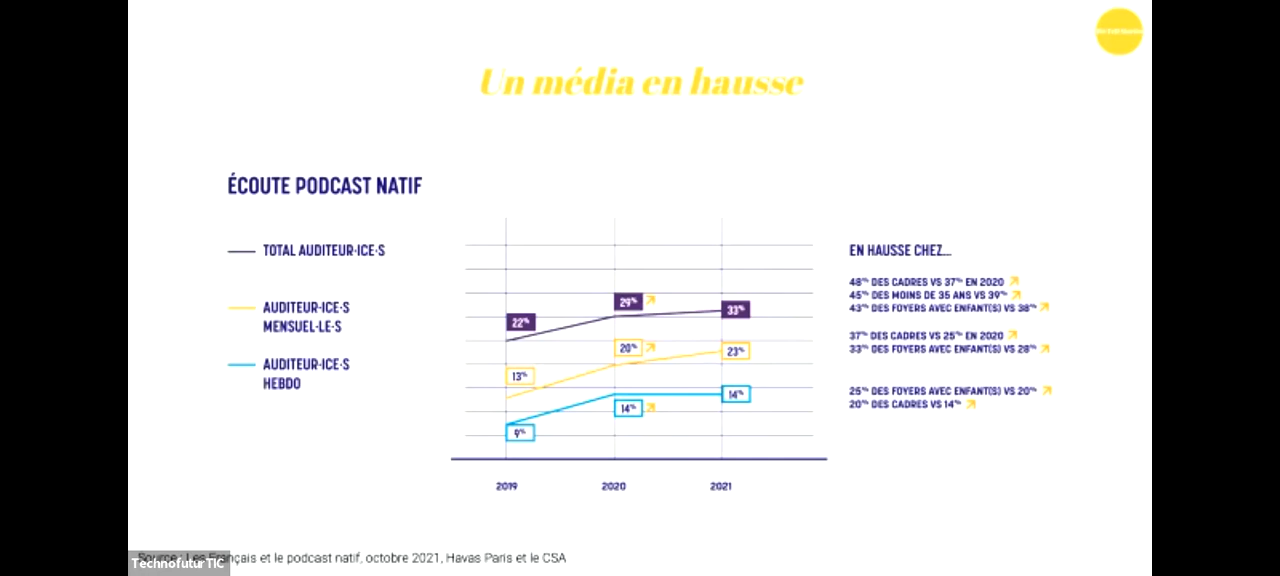 Un média en hausse
ÉCOUTE PODCAST NATIF
TOTAL AUDITEUR·ICE·S
AUDITEUR·ICE·S
MENSUEL·LE·S
AUDITEUR·ICE·S
HEBDO
22%
29%
33%
13%
20%
23%
9%
14%
14%
2019
2020
2021
EN HAUSSE CHEZ...
48% DES CADRES VS 37% EN 2020
45% DES MOINS DE 35 ANS VS 39%
43% DES FOYERS AVEC ENFANT(S) VS 38%
37% DES CADRES VS 25% EN 2020
33% DES FOYERS AVEC ENFANT(S) VS 28%
25% DES FOYERS AVEC ENFANT(S) VS 20%
20% DES CADRES VS 14%
Source : Les Français et le podcast natif, octobre 2021, Havas Paris et le CSA
Technofutur TIC